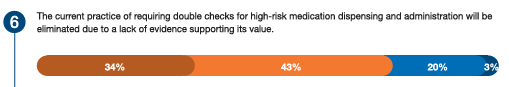 6
The current practice of requiring double checks for high-risk medication dispensing and administration will be
eliminated due to a lack of evidence supporting its value.
34% 43% 20% 3%